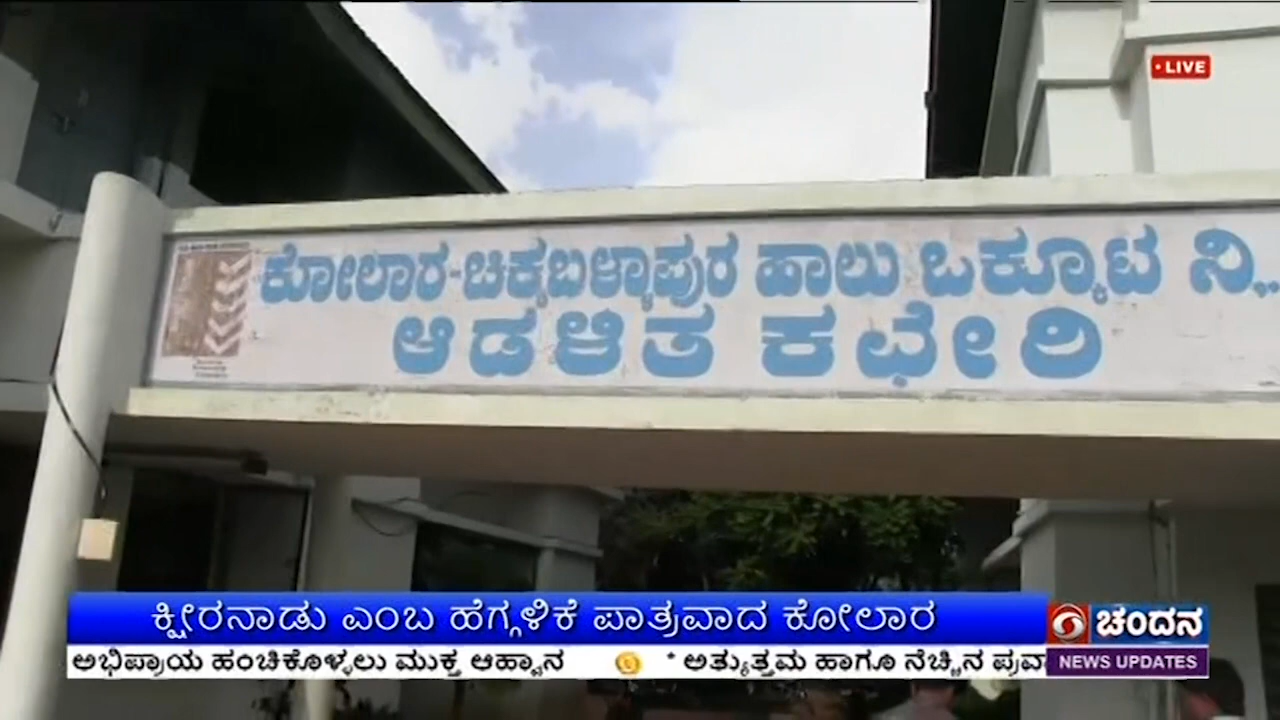 LIVE
ಕೋಲಾರ-ಚಿಕ್ಕಬಳ್ಳಾಪುರ ಹಾಲು ಒಕ್ಕೂಟ ನಿ,.
ಆಡಳಿತ ಕಛೇರಿ
ಕ್ಷೀರನಾಡು ಎಂಬ ಹೆಗ್ಗಳಿಕೆ ಪಾತ್ರವಾದ ಕೋಲಾರ
ಚಂದನ
ಅಭಿಪ್ರಾಯ ಹಂಚಿಕೊಳ್ಳಲು ಮುಕ್ತ ಆಹ್ವಾನ * ಅತ್ಯುತ್ತಮ ಹಾಗೂ ನೆಚ್ಚಿನ
NEWS UPDATES